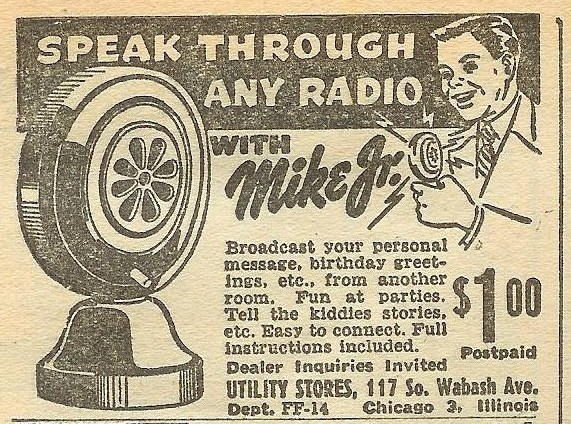 SPEAK THROUGH
ANY RADIO
WITH
Mike Jr.
Broadcast your personal
message, birthday greet-
ings, etc., from another
room. Fun at parties.
Tell the kiddies stories,
etc. Easy to connect. Full
instructions included.
$1.00
Postpaid
Dealer Inquiries Invited
UTILITY STORES, 117 So. Wabash Ave.
Dept. FF-14 Chicago 3, Illinois